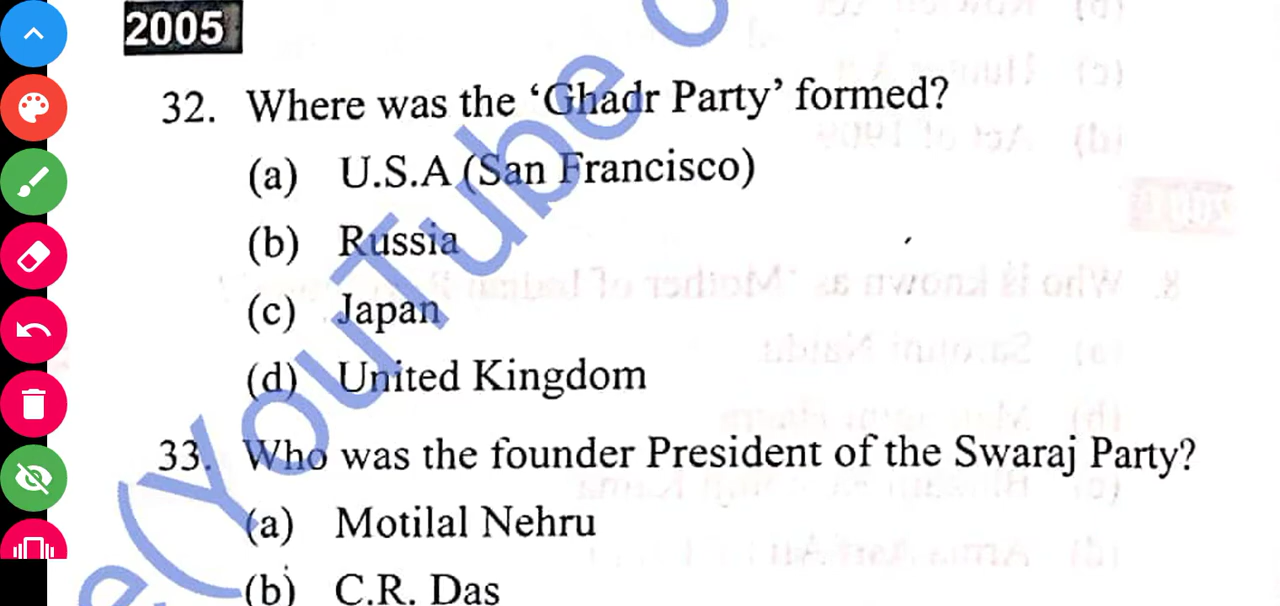 2005
32. Where was the ‘Ghadr Party’ formed?
(a) U.S.A (San Francisco)
(b) Russia
(c) Japan
(d) United Kingdom
33. Who was the founder President of the Swaraj Party?
(a) Motilal Nehru
(b) C.R. Das
(YouTube